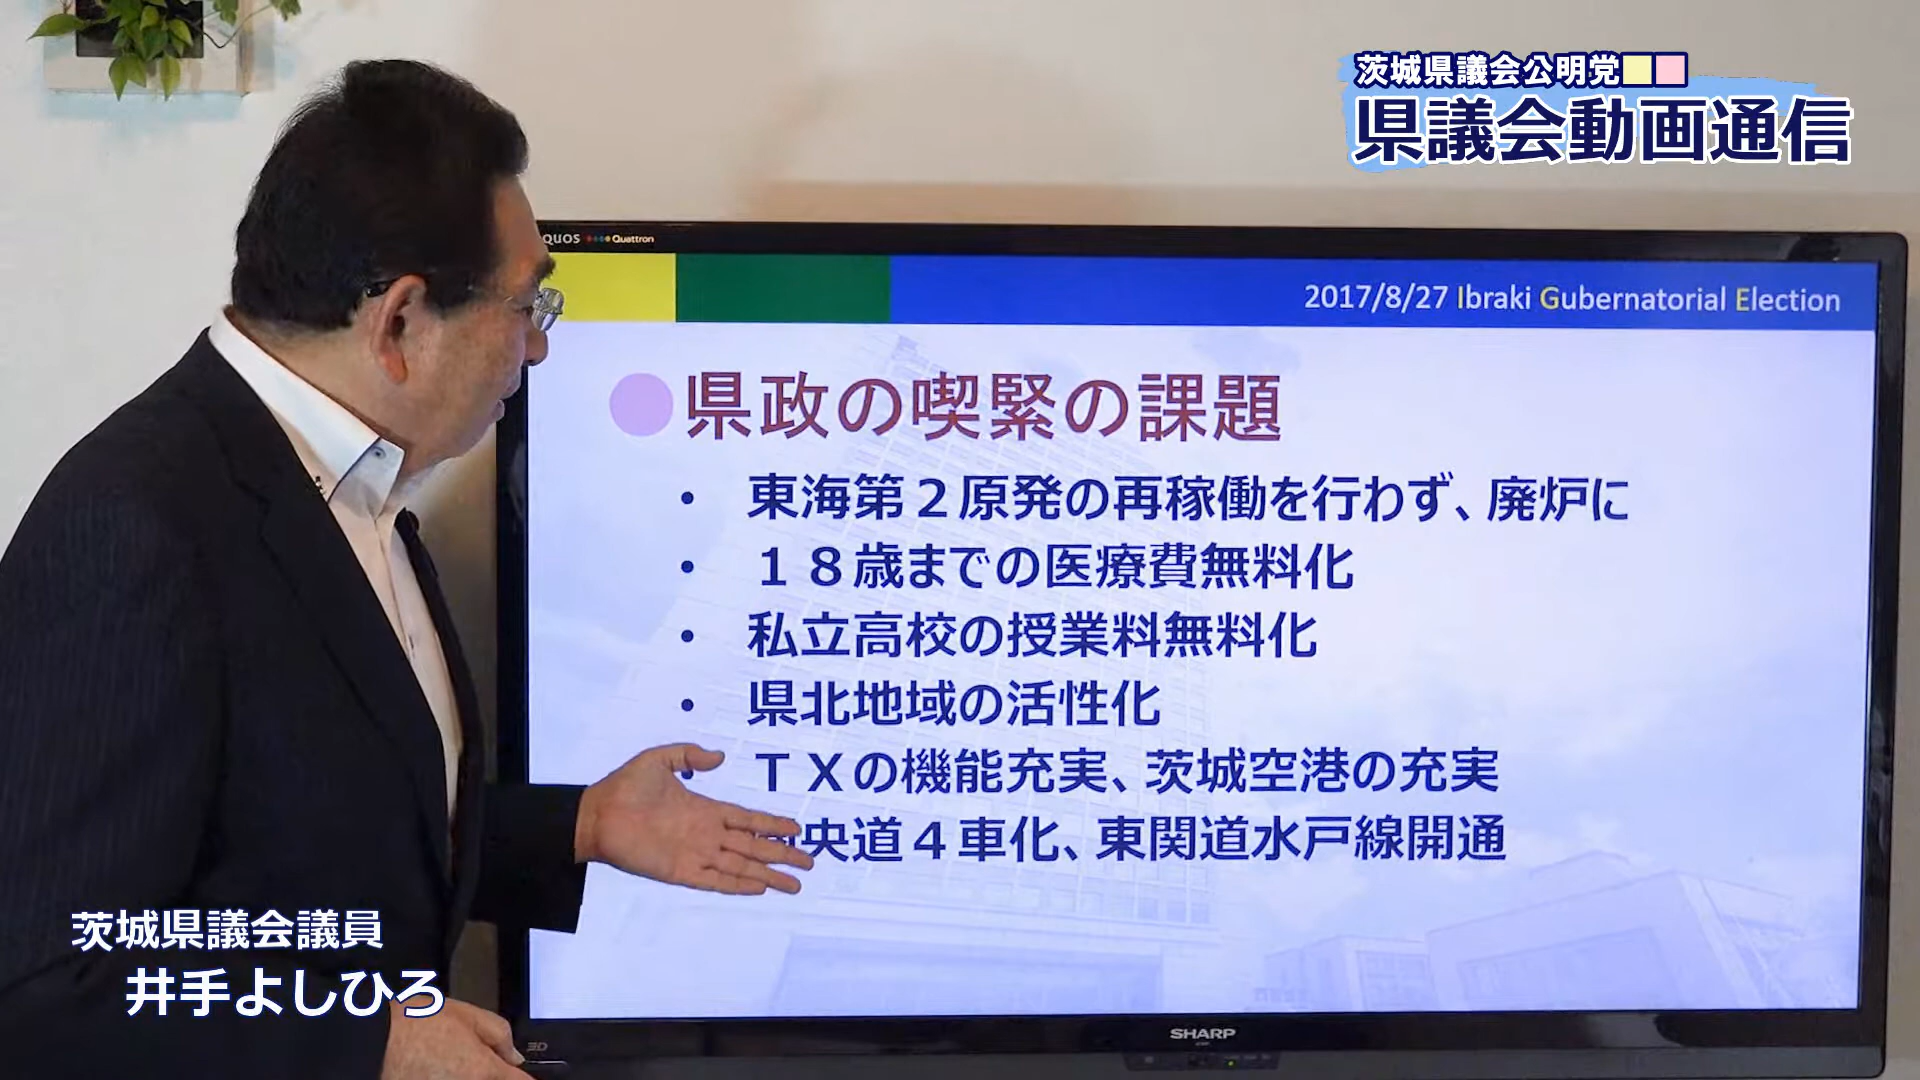 茨城県議会公明党
県議会動画通信
QUOS Quattron
2017/8/27 Ibraki Gubernatorial Election
●県政の喫緊の課題
• 東海第２原発の再稼働を行わず、廃炉に
• １８歳までの医療費無料化
• 私立高校の授業料無料化
• 県北地域の活性化
• ＴＸの機能充実、茨城空港の充実
央道４車化、東関道水戸線開通
茨城県議会議員
井手よしひろ
SHARP
3D